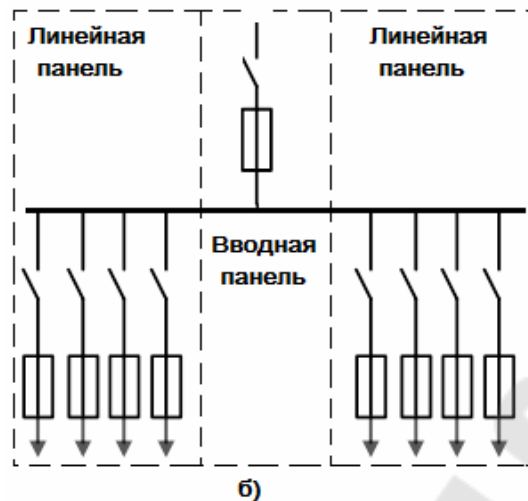 Линейная
панель
Линейная
панель
Вводная
панель
б)